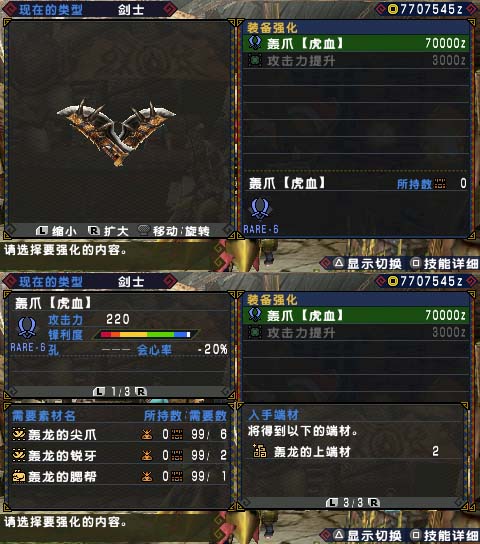 现在的类型 剑士
7707545z
装备强化
轰爪【虎血】 70000z
攻击力提升 3000z
轰爪【虎血】 所持数 0
RARE-6
L 缩小 R 扩大 移动/旋转
请选择要强化的内容。
△显示切换 □技能详细
现在的类型 剑士
7707545z
轰爪【虎血】
攻击力 220
锋利度
RARE-6 孔 --- 会心率 -20%
L 1/3 R
需要素材名 所持数/需要数
轰龙的尖爪 0 99/ 6
轰龙的锐牙 0 99/ 2
轰龙的腮帮 0 99/ 1
装备强化
轰爪【虎血】 70000z
攻击力提升 3000z
入手端材
将得到以下的端材。
轰龙的上端材 2
L 3/3 R
请选择要强化的内容。
△显示切换 □技能详细